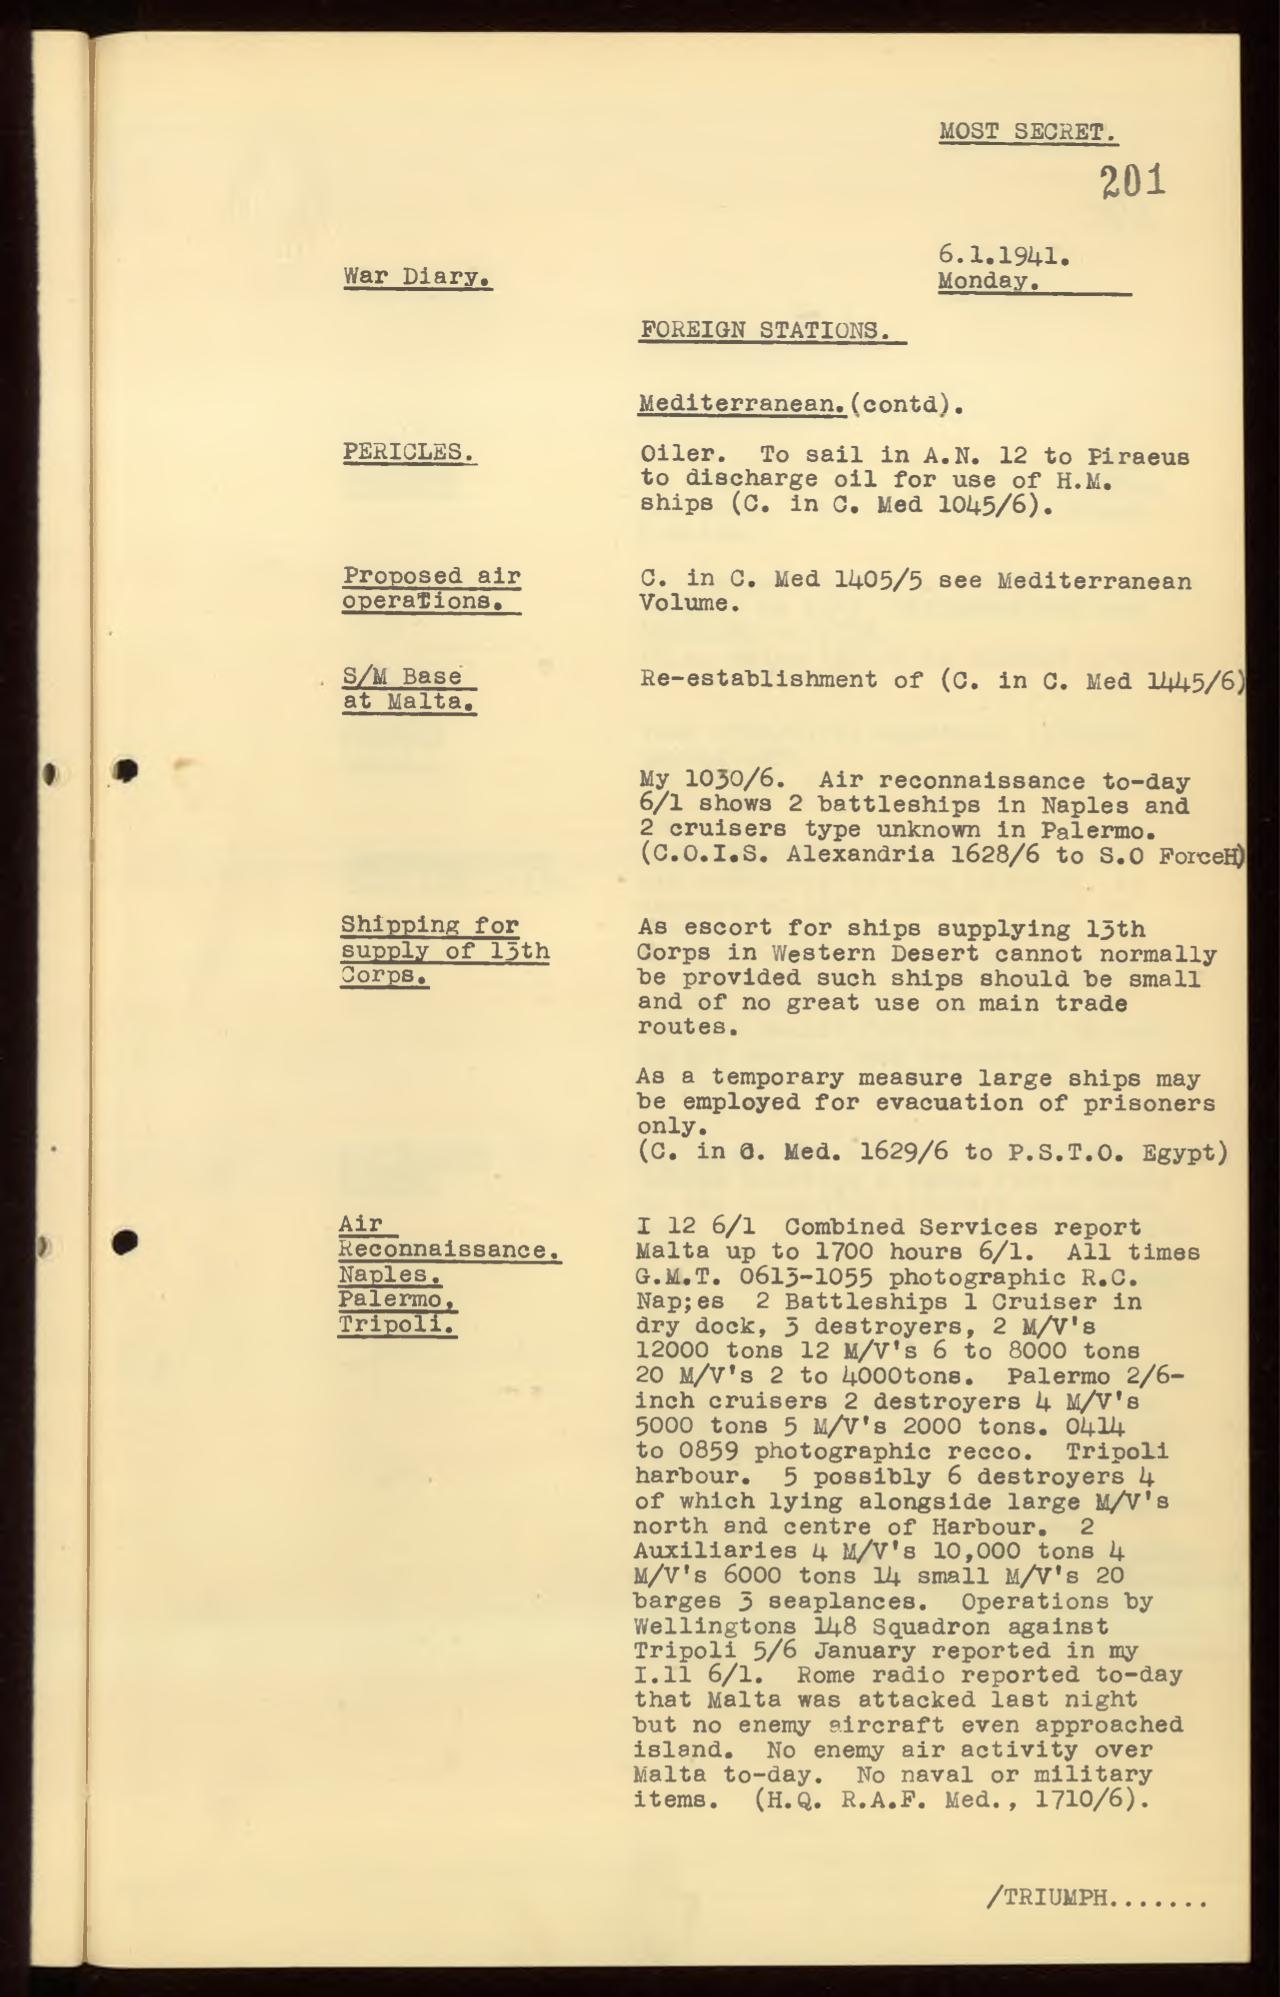 MOST SECRET.
201
War Diary.
6.1.1941.
Monday.
FOREIGN STATIONS.
Mediterranean.(contd).
PERICLES.
Oiler.  To sail in A.N. 12 to Piraeus
to discharge oil for use of H.M.
ships (C. in C. Med 1045/6).
Proposed air
operations.
C. in C. Med 1405/5 see Mediterranean
Volume.
S/M Base
at Malta.
Re-establishment of (C. in C. Med 1445/6)
My 1030/6.  Air reconnaissance to-day
6/1 shows 2 battleships in Naples and
2 cruisers type unknown in Palermo.
(C.O.I.S. Alexandria 1628/6 to S.O ForceH)
Shipping for
supply of 13th
Corps.
As escort for ships supplying 13th
Corps in Western Desert cannot normally
be provided such ships should be small
and of no great use on main trade
routes.
As a temporary measure large ships may
be employed for evacuation of prisoners
only.
(C. in C. Med. 1629/6 to P.S.T.O. Egypt)
Air
Reconnaissance.
Naples.
Palermo.
Tripoli.
I 12 6/1  Combined Services report
Malta up to 1700 hours 6/1.  All times
G.M.T. 0613-1055 photographic R.C.
Nap;es  2 Battleships 1 Cruiser in
dry dock, 3 destroyers, 2 M/V's
12000 tons 12 M/V's 6 to 8000 tons
20 M/V's 2 to 4000tons.  Palermo 2/6-
inch cruisers 2 destroyers 4 M/V's
5000 tons 5 M/V's 2000 tons. 0414
to 0859 photographic recco.  Tripoli
harbour.  5 possibly 6 destroyers 4
of which lying alongside large M/V's
north and centre of Harbour.  2
Auxiliaries 4 M/V's 10,000 tons 4
M/V's 6000 tons 14 small M/V's 20
barges 3 seaplances.  Operations by
Wellingtons 148 Squadron against
Tripoli 5/6 January reported in my
I.11 6/1.  Rome radio reported to-day
that Malta was attacked last night
but no enemy aircraft even approached
island.  No enemy air activity over
Malta to-day.  No naval or military
items.  (H.Q. R.A.F. Med., 1710/6).
/TRIUMPH.......